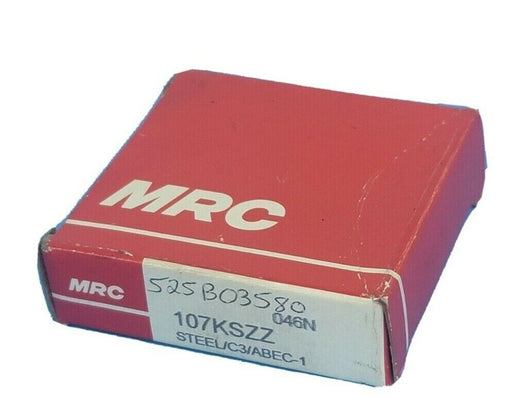 MRC
MRC
525B03580
046N
107KSZZ
STEEL/C3/ABEC-1